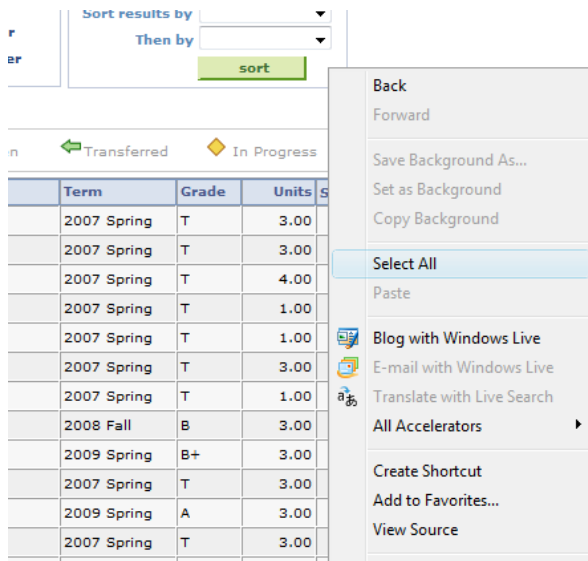 Sort results by
r
Then by
er
sort
n Transferred In Progress
Term Grade Units S
2007 Spring T 3.00
2007 Spring T 3.00
2007 Spring T 4.00
2007 Spring T 1.00
2007 Spring T 1.00
2007 Spring T 3.00
2007 Spring T 1.00
2008 Fall B 3.00
2009 Spring B+ 3.00
2007 Spring T 3.00
2009 Spring A 3.00
2007 Spring T 3.00
Back
Forward
Save Background As...
Set as Background
Copy Background
Select All
Paste
Blog with Windows Live
E-mail with Windows Live
Translate with Live Search
All Accelerators
Create Shortcut
Add to Favorites...
View Source